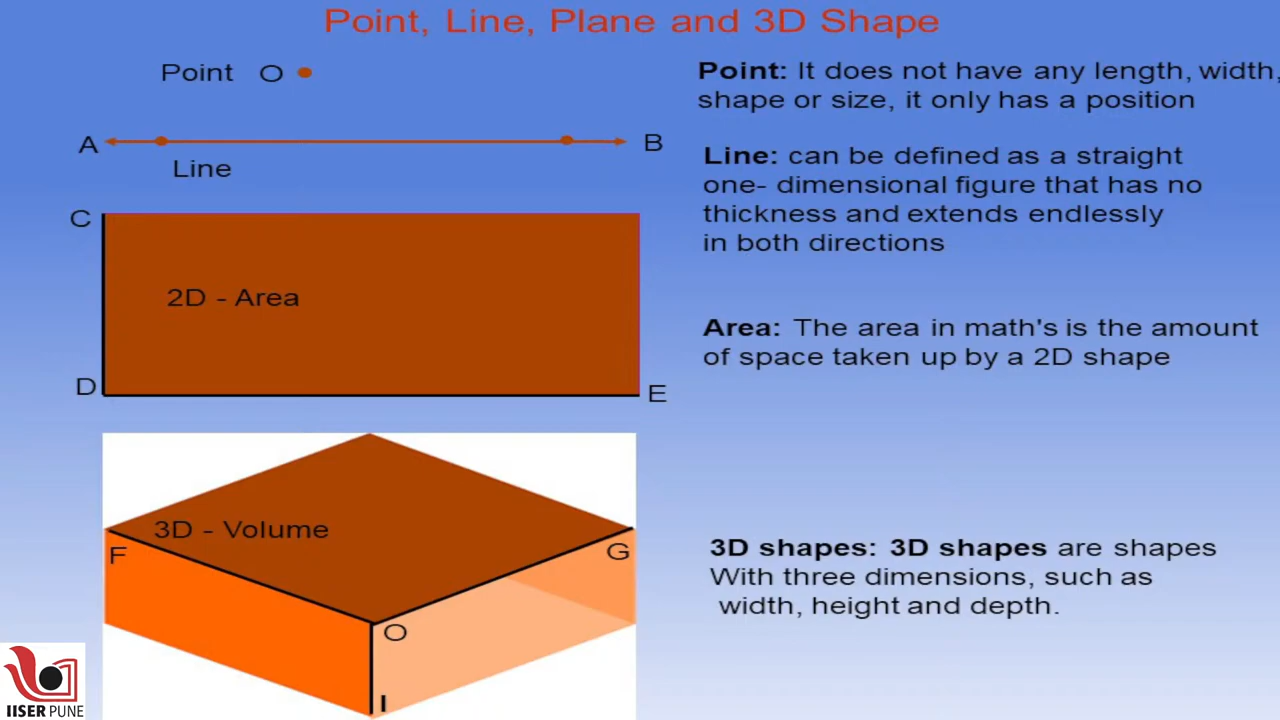 Point, Line, Plane and 3D Shape
Point O
A B
Line
C
2D - Area
D E
3D - Volume
F G
O
I
Point: It does not have any length, width,
shape or size, it only has a position
Line: can be defined as a straight
one- dimensional figure that has no
thickness and extends endlessly
in both directions
Area: The area in math's is the amount
of space taken up by a 2D shape
3D shapes: 3D shapes are shapes
With three dimensions, such as
width, height and depth.
IISER PUNE